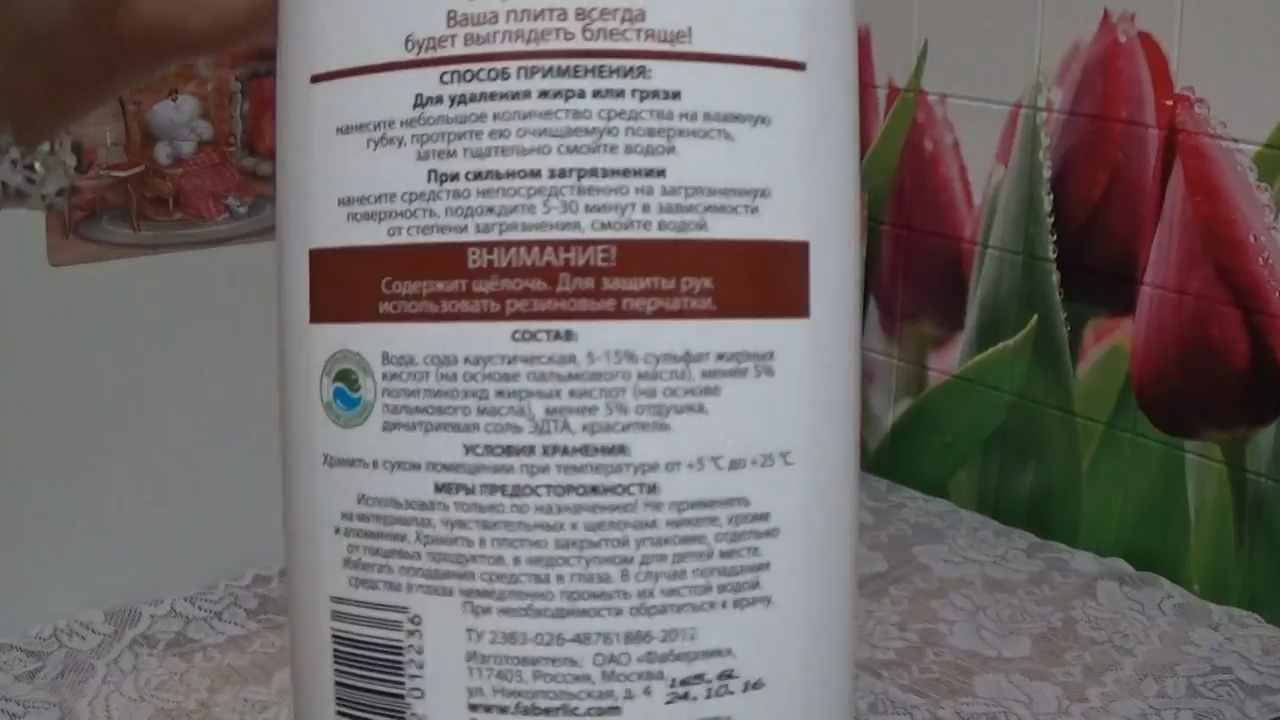 Ваша плита всегда
будет выглядеть блестяще!
СПОСОБ ПРИМЕНЕНИЯ:
Для удаления жира или грязи
нанесите небольшое количество средства на влажную
губку, протрите ею очищаемую поверхность,
затем тщательно смойте водой.
При сильном загрязнении
нанесите средство непосредственно на загрязненную
поверхность, подождите 5-30 минут в зависимости
от степени загрязнения, смойте водой.
ВНИМАНИЕ!
Содержит щёлочь. Для защиты рук
использовать резиновые перчатки.
СОСТАВ:
Вода, сода каустическая, 5-15% сульфат жирных
кислот (на основе пальмового масла), менее 5%
полигликозид жирных кислот (на основе
пальмового масла), менее 5% отдушка,
динатриевая соль ЭДТА, краситель.
УСЛОВИЯ ХРАНЕНИЯ:
Хранить в сухом помещении при температуре от +5 °C до +25 °C.
МЕРЫ ПРЕДОСТОРОЖНОСТИ:
Использовать только по назначению! Не применять
на материалах, чувствительных к щелочам: никеле, хроме
и алюминии. Хранить в плотно закрытой упаковке, отдельно
от пищевых продуктов, в недоступном для детей месте.
Избегать попадания средства в глаза. В случае попадания
средства в глаза немедленно промыть их чистой водой.
При необходимости обратиться к врачу.
ТУ 2383-026-48781886-2012
Изготовитель: ОАО «Фаберлик»,
117403, Россия, Москва,
ул. Никопольская, д. 4
www.faberlic.com
24.10.16